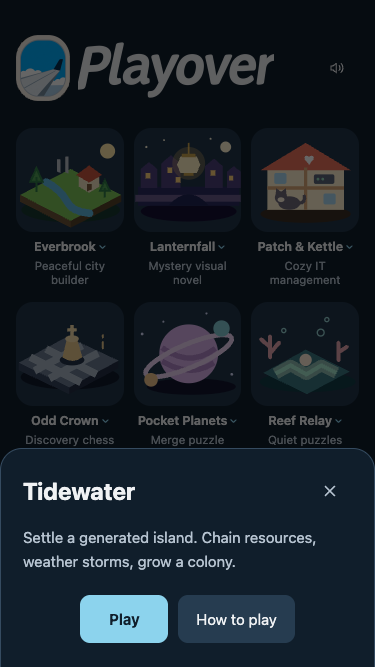 Playover
Everbrook
Lanternfall
Patch & Kettle
Peaceful city
builder
Mystery visual
novel
Cozy IT
management
Odd Crown
Pocket Planets
Reef Relay
Discovery chess
Merge puzzle
Quiet puzzles
Tidewater
Settle a generated island. Chain resources,
weather storms, grow a colony.
Play
How to play